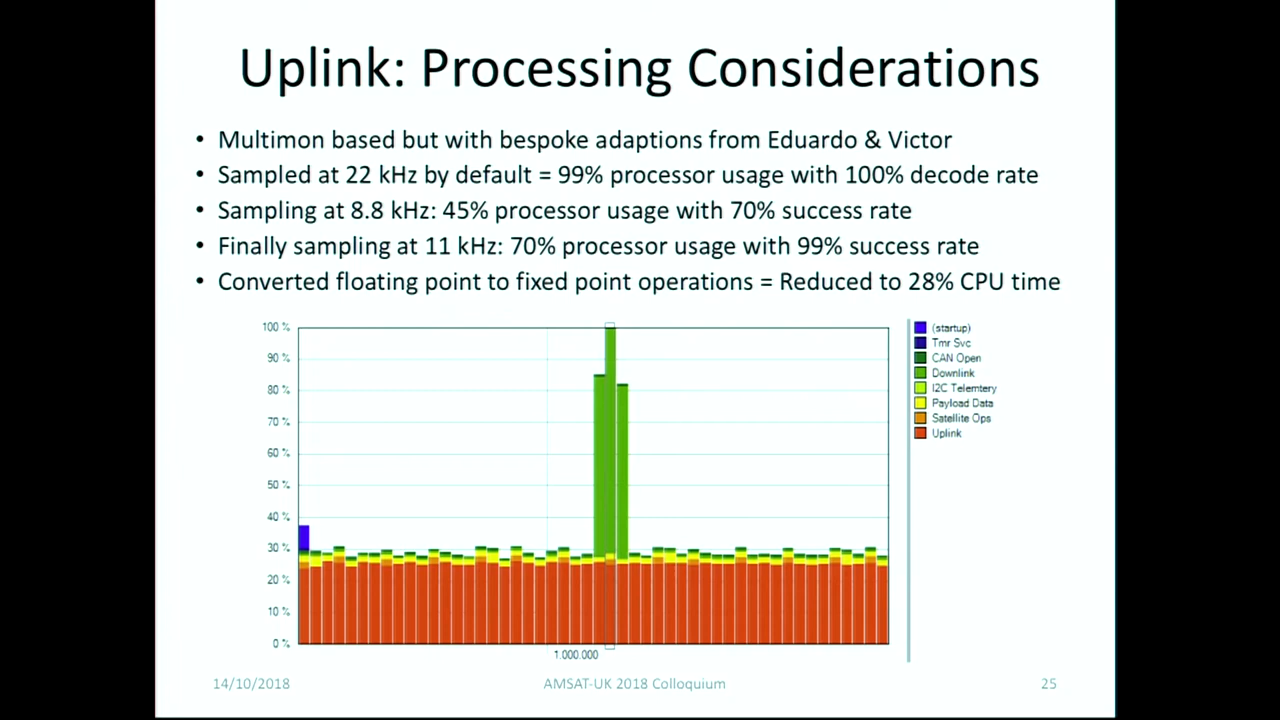 Uplink: Processing Considerations
• Multimon based but with bespoke adaptions from Eduardo & Victor
• Sampled at 22 kHz by default = 99% processor usage with 100% decode rate
• Sampling at 8.8 kHz: 45% processor usage with 70% success rate
• Finally sampling at 11 kHz: 70% processor usage with 99% success rate
• Converted floating point to fixed point operations = Reduced to 28% CPU time
100 %
90 %
80 %
70 %
60 %
50 %
40 %
30 %
20 %
10 %
0 %
1.000.000
(startup)
Tmr Svc
CAN Open
Downlink
I2C Telemtery
Payload Data
Satellite Ops
Uplink
14/10/2018
AMSAT-UK 2018 Colloquium
25